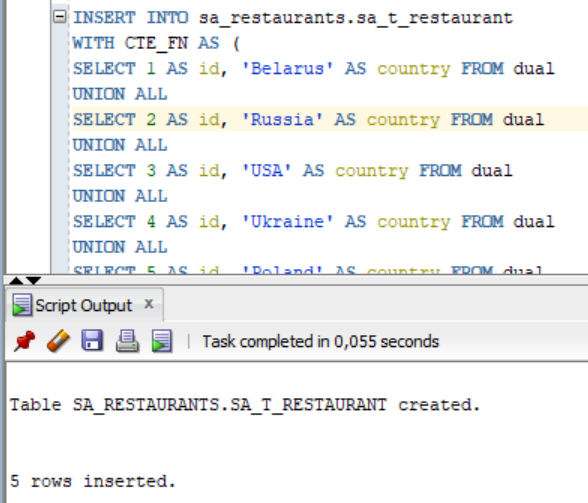 INSERT INTO sa_restaurants.sa_t_restaurant
WITH CTE_FN AS (
SELECT 1 AS id, 'Belarus' AS country FROM dual
UNION ALL
SELECT 2 AS id, 'Russia' AS country FROM dual
UNION ALL
SELECT 3 AS id, 'USA' AS country FROM dual
UNION ALL
SELECT 4 AS id, 'Ukraine' AS country FROM dual
UNION ALL
SELECT 5 AS id, 'Poland' AS country FROM dual
Script Output x
Task completed in 0,055 seconds
Table SA_RESTAURANTS.SA_T_RESTAURANT created.
5 rows inserted.